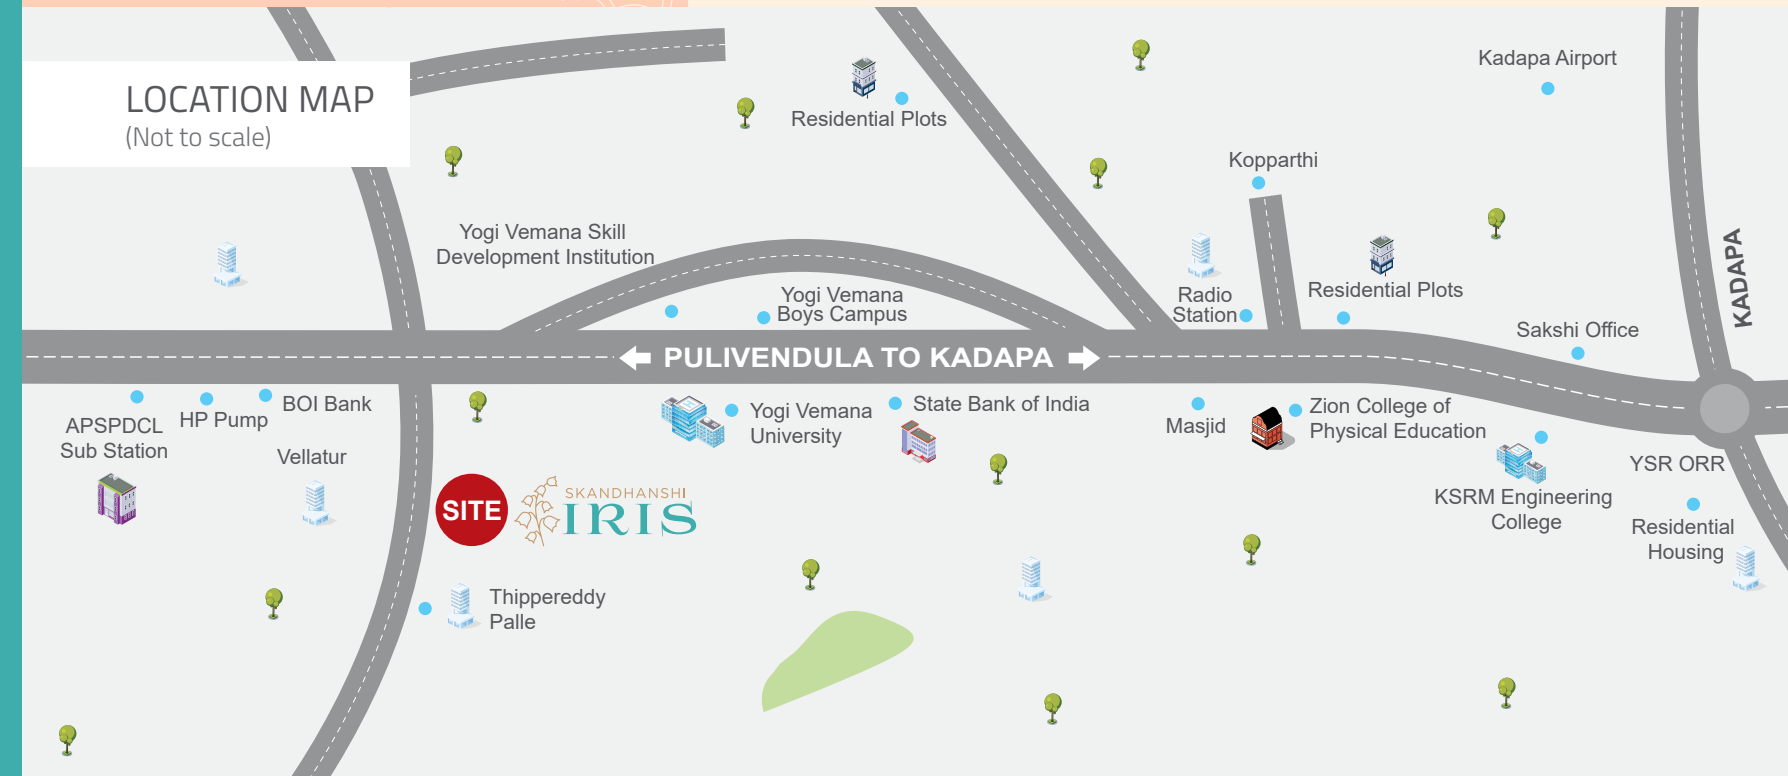 LOCATION MAP
(Not to scale)
Kadapa Airport
Residential Plots
Kopparthi
Yogi Vemana Skill
Development Institution
KADAPA
Yogi Vemana
Boys Campus
Radio
Station
Residential Plots
Sakshi Office
PULIVENDULA TO KADAPA
APSPDCL
Sub Station
HP Pump
BOI Bank
Vellatur
Yogi Vemana
University
State Bank of India
Masjid
Zion College of
Physical Education
YSR ORR
KSRM Engineering
College
Residential
Housing
SITE
SKANDHANSHI
IRIS
Thippereddy
Palle